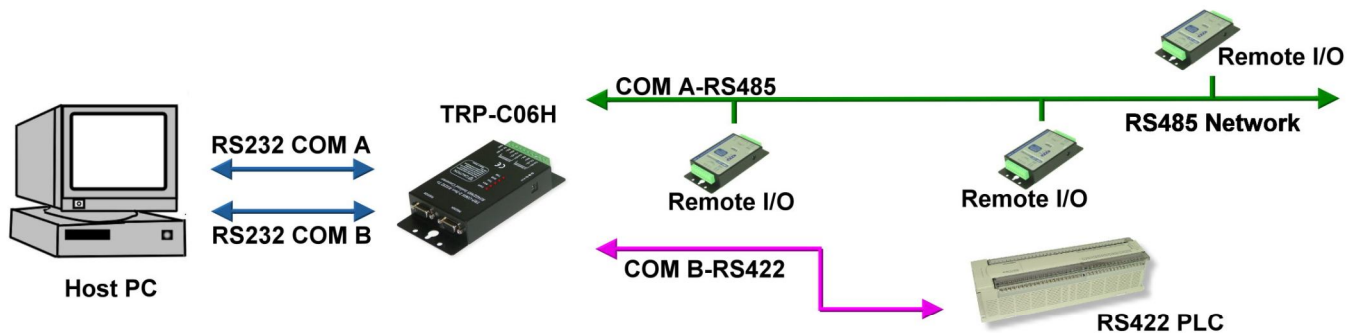 TRP-C06H
RS232 COM A
RS232 COM B
Host PC
COM A-RS485
Remote I/O
RS485 Network
Remote I/O
Remote I/O
COM B-RS422
RS422 PLC